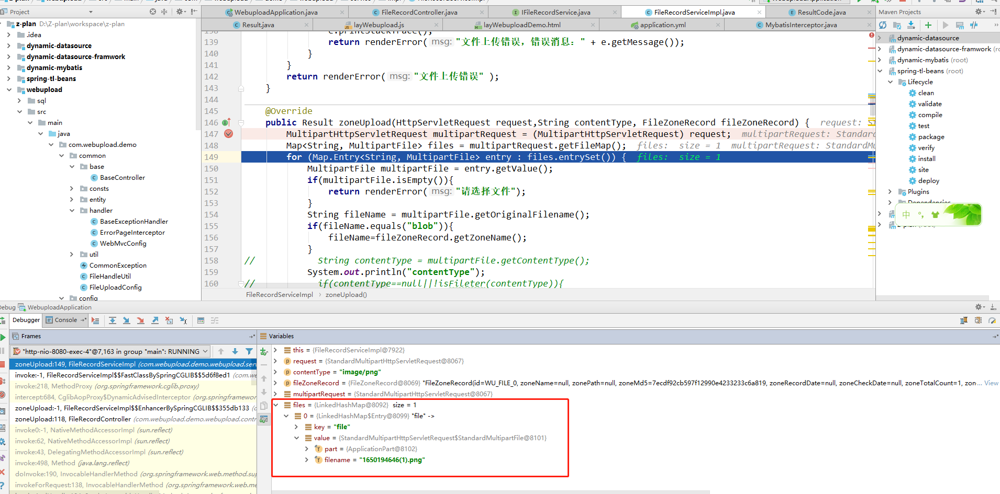 Project
z-plan D:\Z-plan\workspace\z-plan
.idea
dynamic-datasource
dynamic-datasource-framwork
dynamic-mybatis
spring-tl-beans
webupload
sql
src
main
java
com.webupload.demo
common
base
BaseController
consts
entity
handler
BaseExceptionHandler
ErrorPageInterceptor
WebMvcConfig
util
CommonException
FileHandleUtil
FileUploadConfig
config
WebuploadApplication.java
FileRecordController.java
IFileRecordService.java
FileRecordServiceImpl.java
ResultCode.java
Result.java
layWebupload.js
layWebuploadDemo.html
application.yml
MybatisInterceptor.java
138 e.printStackTrace();
139 return renderError( msg: "文件上传错误，错误消息：" + e.getMessage());
140 }
141 }
142 return renderError( msg: "文件上传错误" );
143 }
144
145 @Override
146 public Result zoneUpload(HttpServletRequest request,String contentType, FileZoneRecord fileZoneRecord) { request: S
147 MultipartHttpServletRequest multipartRequest = (MultipartHttpServletRequest) request; multipartRequest: Standard
148 Map<String, MultipartFile> files = multipartRequest.getFileMap(); files: size = 1 multipartRequest: StandardMu
149 for (Map.Entry<String, MultipartFile> entry : files.entrySet()) { files: size = 1
150 MultipartFile multipartFile = entry.getValue();
151 if(multipartFile.isEmpty()){
152 return renderError( msg: "请选择文件");
153 }
154 String fileName = multipartFile.getOriginalFilename();
155 if(fileName.equals("blob")){
156 fileName=fileZoneRecord.getZoneName();
157 }
158 // String contentType = multipartFile.getContentType();
159 System.out.println("contentType");
160 // if(contentType==null||!isFileter(contentType)){
FileRecordServiceImpl › zoneUpload()
Maven Projects
dynamic-datasource
dynamic-datasource-framwork (ro
dynamic-mybatis (root)
spring-tl-beans (root)
Lifecycle
clean
validate
compile
test
package
verify
install
site
deploy
Plugins
Dependencies
中 °,
z-plan (root)
Debug WebuploadApplication
Debugger Console
Frames
"http-nio-8080-exec-4"@7,163 in group "main": RUNNING
zoneUpload:149, FileRecordServiceImpl (com.webupload.demo.webupload.serv
invoke:-1, FileRecordServiceImpl$$FastClassBySpringCGLIB$$5d6f8ed1 (com.we
invoke:218, MethodProxy (org.springframework.cglib.proxy)
intercept:684, CglibAopProxy$DynamicAdvisedInterceptor (org.springframewor
zoneUpload:-1, FileRecordServiceImpl$$EnhancerBySpringCGLIB$$355db133 (com.w
zoneUpload:118, FileRecordController (com.webupload.demo.webupload.contr
invoke0:-1, NativeMethodAccessorImpl (sun.reflect)
invoke:62, NativeMethodAccessorImpl (sun.reflect)
invoke:43, DelegatingMethodAccessorImpl (sun.reflect)
invoke:498, Method (java.lang.reflect)
doInvoke:190, InvocableHandlerMethod (org.springframework.web.method.sup
invokeForRequest:138, InvocableHandlerMethod (org.springframework.web.me
Variables
this = {FileRecordServiceImpl@7922}
request = {StandardMultipartHttpServletRequest@8067}
contentType = "image/png"
fileZoneRecord = {FileZoneRecord@8069} "FileZoneRecord(id=WU_FILE_0, zoneName=null, zonePath=null, zoneMd5=7ecdf92cb597f12990e4233233c6a819, zoneRecordDate=null, zoneCheckDate=null, zoneTotalCount=1, zon... View
multipartRequest = {StandardMultipartHttpServletRequest@8067}
files = {LinkedHashMap@8092} size = 1
0 = {LinkedHashMap$Entry@8099} "file" ->
key = "file"
value = {StandardMultipartHttpServletRequest$StandardMultipartFile@8101}
part = {ApplicationPart@8102}
filename = "1650194646(1).png"